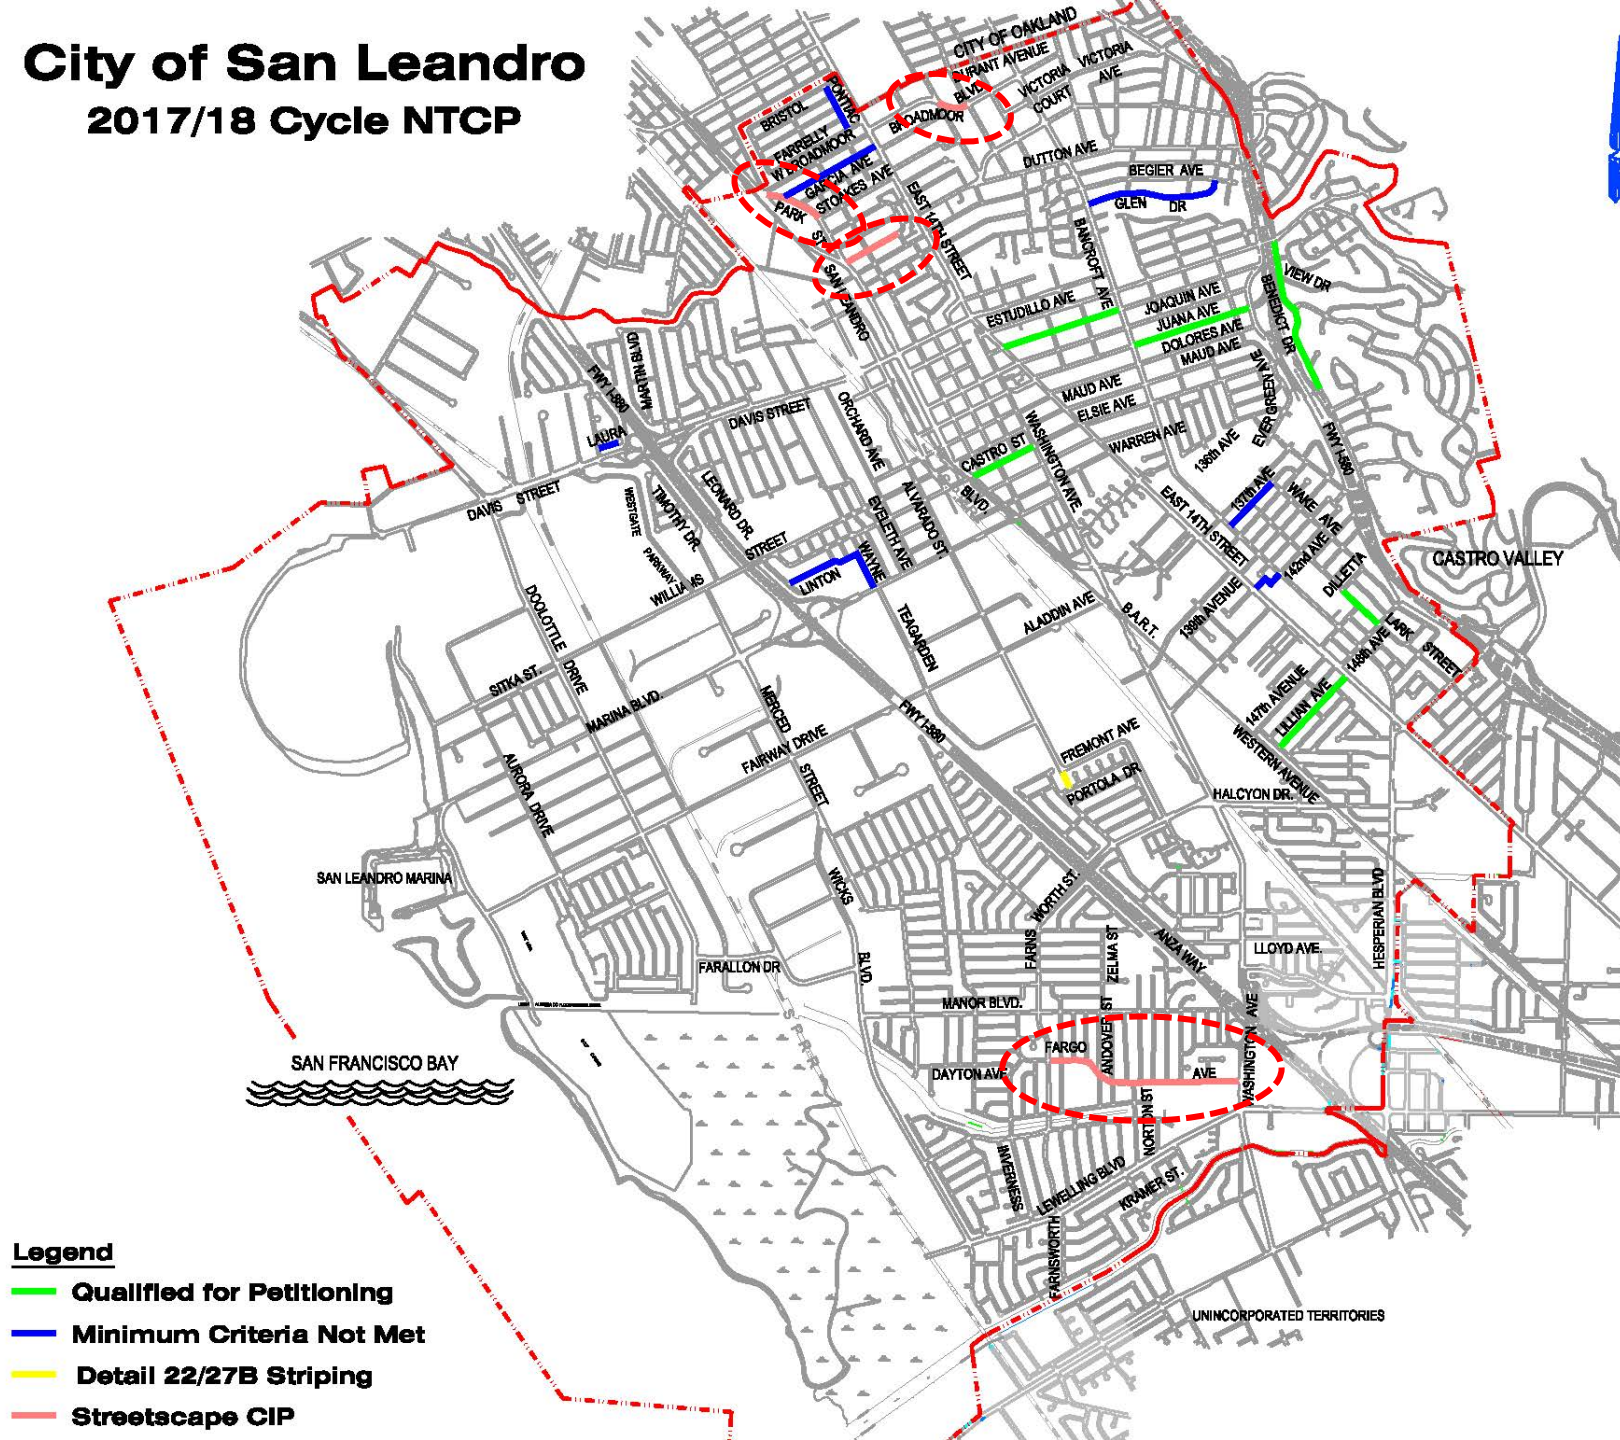 City of San Leandro
2017/18 Cycle NTCP
CITY OF OAKLAND
DURANT AVENUE
VICTORIA
AVE
VICTORIA
COURT
BLVD
BROADMOOR
PONTIAC
BRISTOL
FARRELLY
W BROADMOOR
GARCIA AVE
STOAKES AVE
PARK
ST
DUTTON AVE
BEGIER AVE
GLEN DR
EAST 14TH STREET
BANCROFT AVE
SAN LEANDRO
VIEW DR
BENEDICT DR
ESTUDILLO AVE
JOAQUIN AVE
JUANA AVE
DOLORES AVE
MAUD AVE
EVERGREEN AVE
MARTIN BLVD
FWY I-880
MAUD AVE
ELSIE AVE
DAVIS STREET
ORCHARD AVE
LAURA
CASTRO ST
WASHINGTON AVE
WARREN AVE
136th AVE
FWY I-580
137th AVE
WAKE AVE
DAVIS STREET
WESTGATE
PARKWAY
TIMOTHY DR.
LEONARD DR.
STREET
WILLIAMS
EVELETH AVE
ALVARADO ST.
BLVD.
EAST 14TH STREET
142nd AVE
CASTRO VALLEY
LINTON
WAYNE
DILLETTA
139th AVENUE
DOOLOTTLE DRIVE
TEAGARDEN
ALADDIN AVE
B.A.R.T.
LARK STREET
148th AVE
SITKA ST.
MARINA BLVD.
MERCED STREET
FWY I-880
147th AVENUE
LILLIAN AVE
WESTERN AVENUE
FAIRWAY DRIVE
FREMONT AVE
PORTOLA DR
AURORA DRIVE
HALCYON DR.
SAN LEANDRO MARINA
WICKS
BLVD.
FARNS
WORTH ST.
HESPERIAN BLVD
ZELMA ST
ANZA WAY
LLOYD AVE.
FARALLON DR
MANOR BLVD.
ANDOVER ST
WASHINGTON AVE
FARGO
AVE
DAYTON AVE
SAN FRANCISCO BAY
NORTON ST
INVERNESS
LEWELLING BLVD
KRAMER ST.
FARNSWORTH
UNINCORPORATED TERRITORIES
Legend
Qualified for Petitioning
Minimum Criteria Not Met
Detail 22/27B Striping
Streetscape CIP